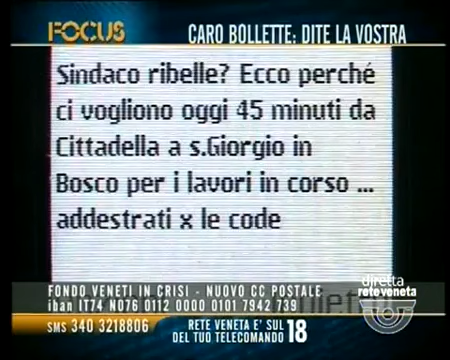 FOCUS
CARO BOLLETTE: DITE LA VOSTRA
Sindaco ribelle? Ecco perché
ci vogliono oggi 45 minuti da
Cittadella a s.Giorgio in
Bosco per i lavori in corso ...
addestrati x le code
diretta
reteveneta
FONDO VENETI IN CRISI - NUOVO CC POSTALE
iban IT74 N076 0112 0000 0101 7942 739
SMS 340 3218806
RETE VENETA E' SUL
DEL TUO TELECOMANDO 18